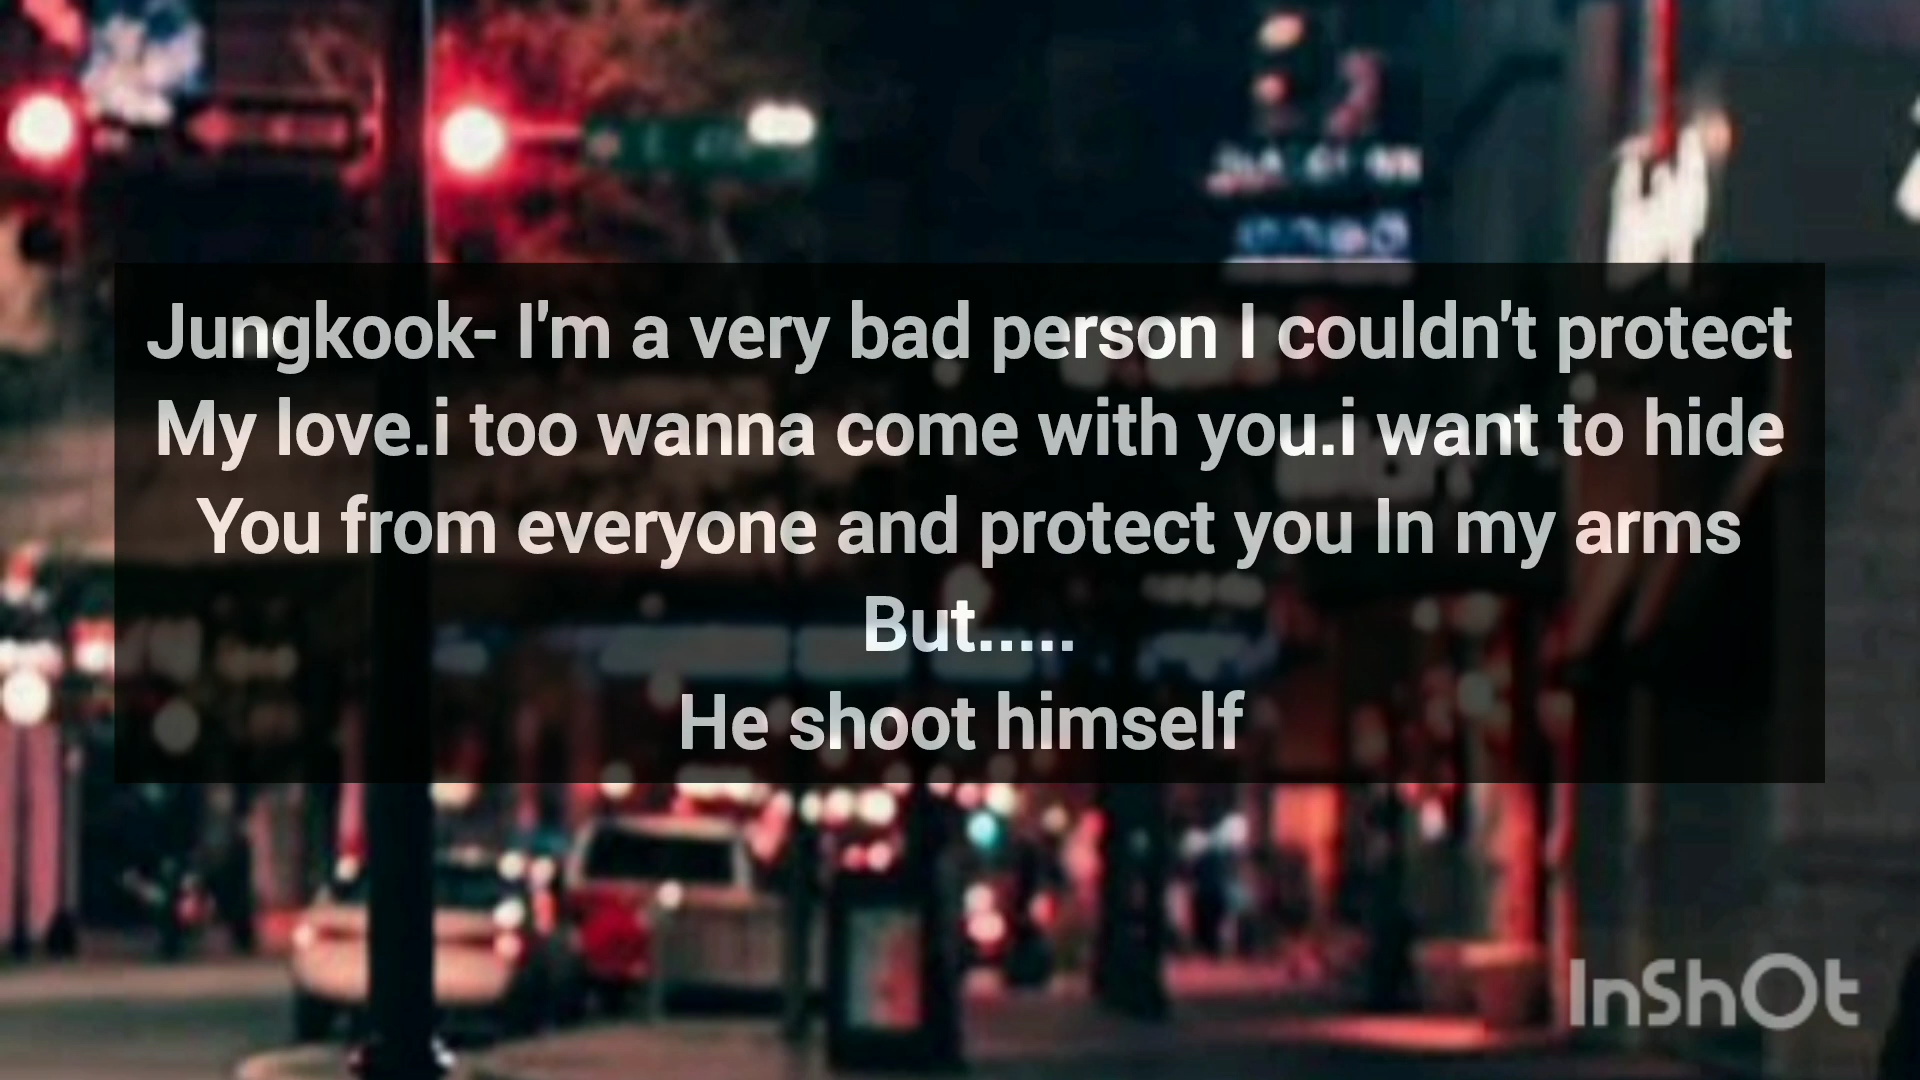 Jungkook- I'm a very bad person I couldn't protect
My love.i too wanna come with you.i want to hide
You from everyone and protect you In my arms
But.....
He shoot himself
InShOt